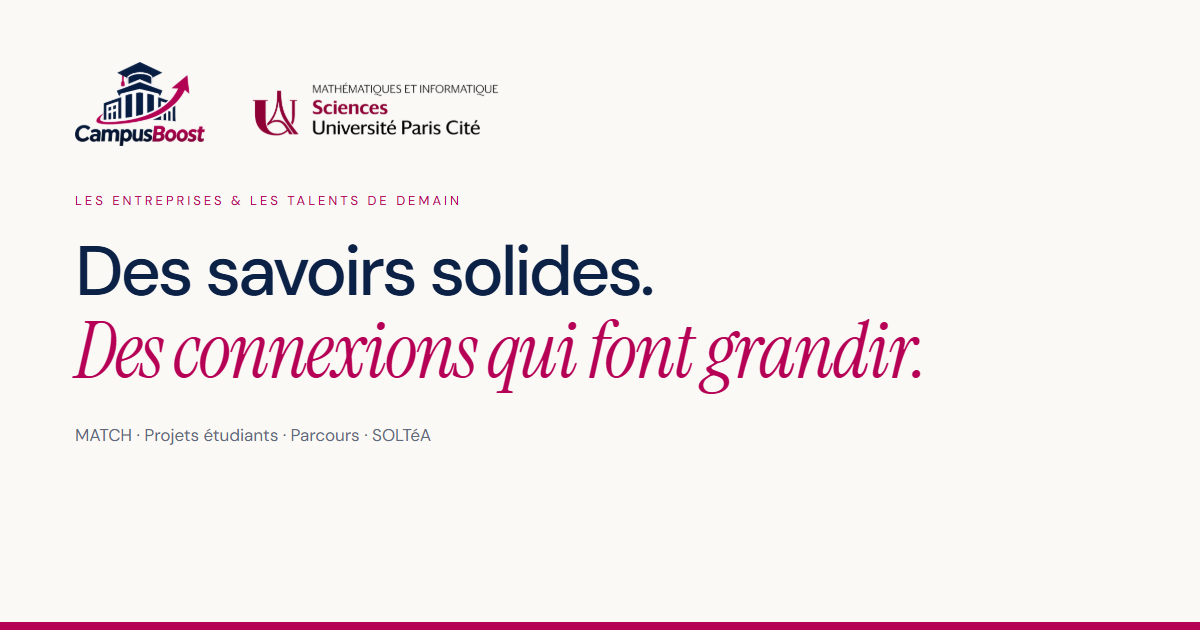 CampusBoost
MATHÉMATIQUES ET INFORMATIQUE
Sciences
Université Paris Cité
LES ENTREPRISES & LES TALENTS DE DEMAIN
Des savoirs solides.
Des connexions qui font grandir.
MATCH · Projets étudiants · Parcours · SOLTéA